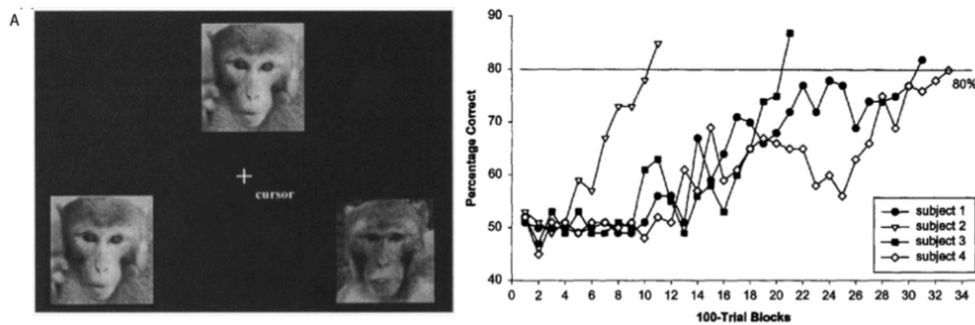 A
cursor
Percentage Correct
90
80
70
60
50
40
80%
0 2 4 6 8 10 12 14 16 18 20 22 24 26 28 30 32 34
100-Trial Blocks
subject 1
subject 2
subject 3
subject 4